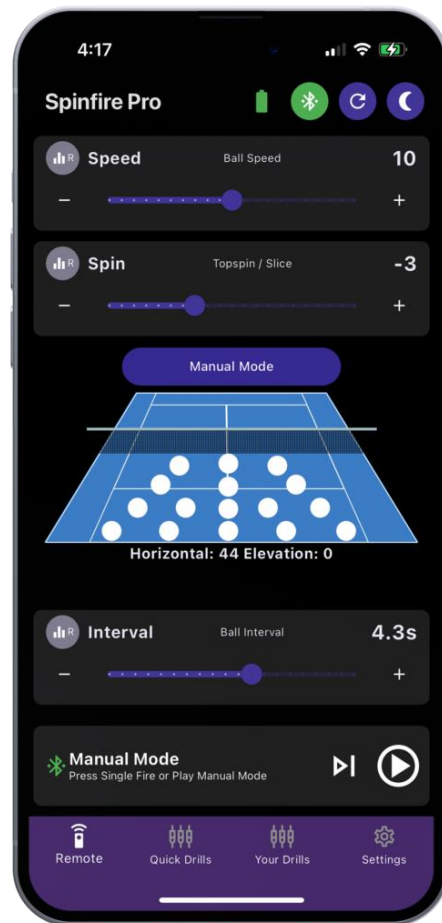 4:17
Spinfire Pro
R Speed Ball Speed 10
− +
R Spin Topspin / Slice -3
− +
Manual Mode
Horizontal: 44 Elevation: 0
R Interval Ball Interval 4.3s
− +
Manual Mode
Press Single Fire or Play Manual Mode
Remote Quick Drills Your Drills Settings